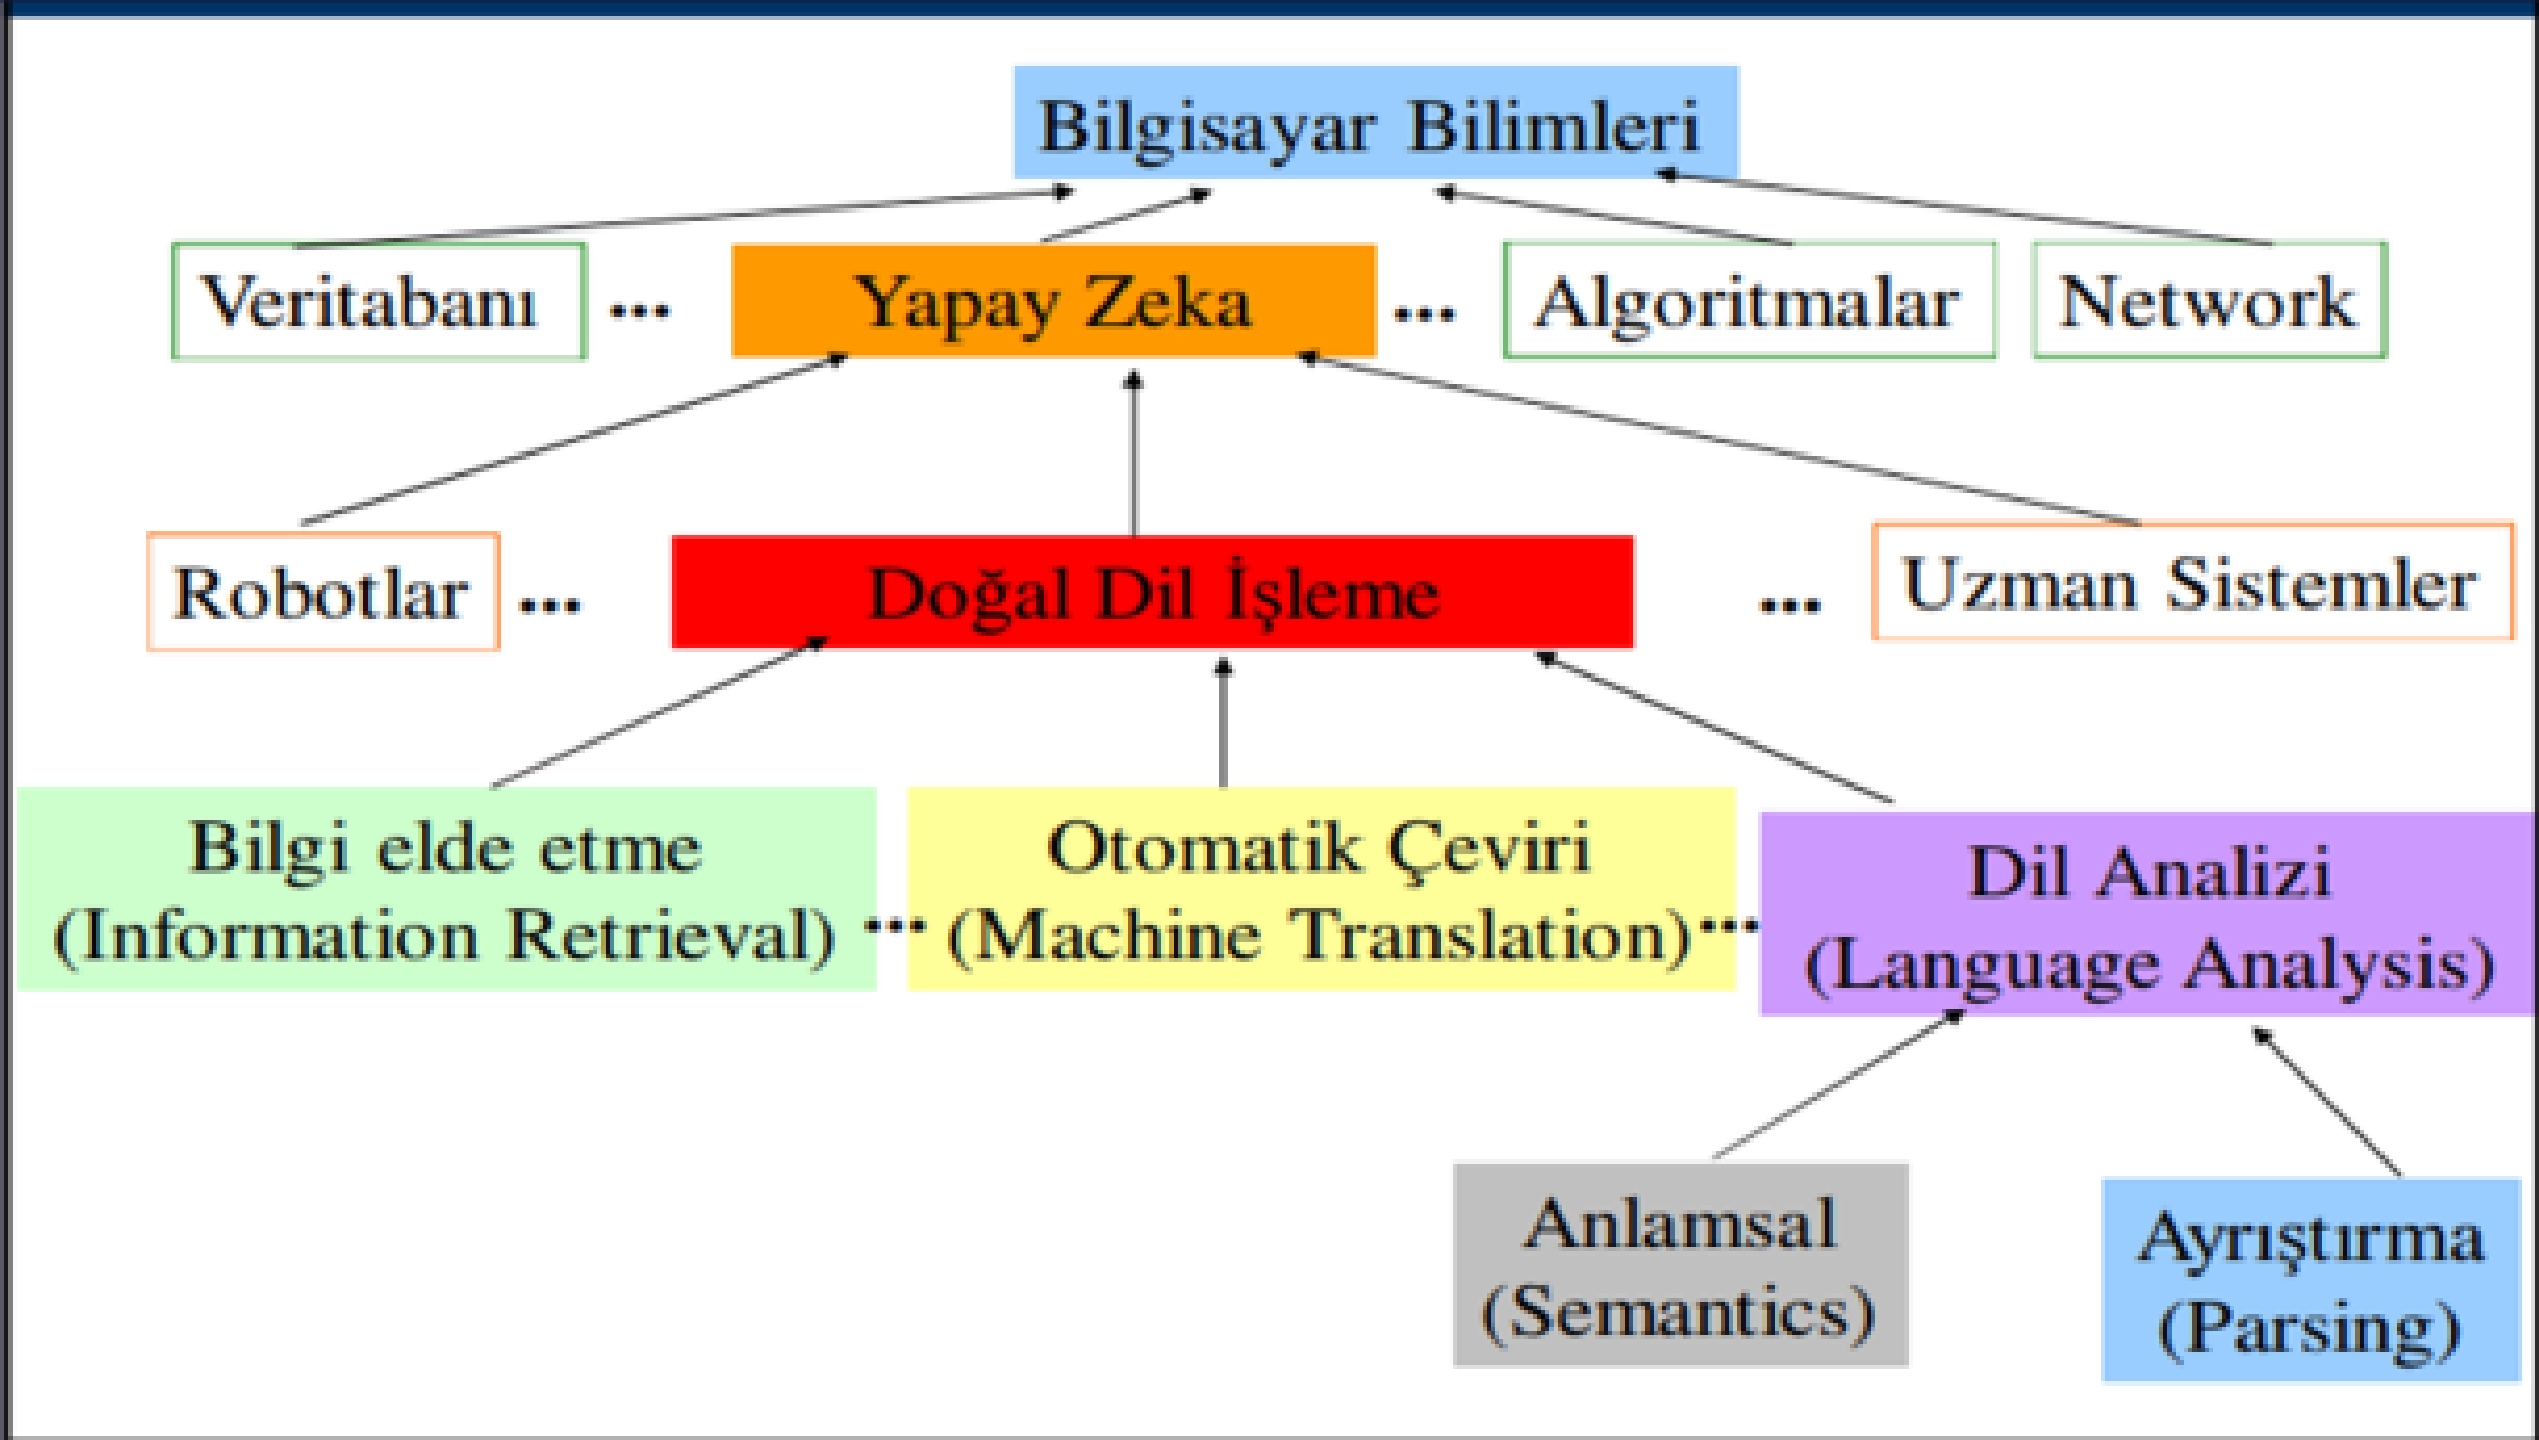 Bilgisayar Bilimleri
Veritabanı ... Yapay Zeka ... Algoritmalar Network
Robotlar ... Doğal Dil İşleme ... Uzman Sistemler
Bilgi elde etme
(Information Retrieval)
...
Otomatik Çeviri
(Machine Translation)
...
Dil Analizi
(Language Analysis)
Anlamsal
(Semantics)
Ayrıştırma
(Parsing)